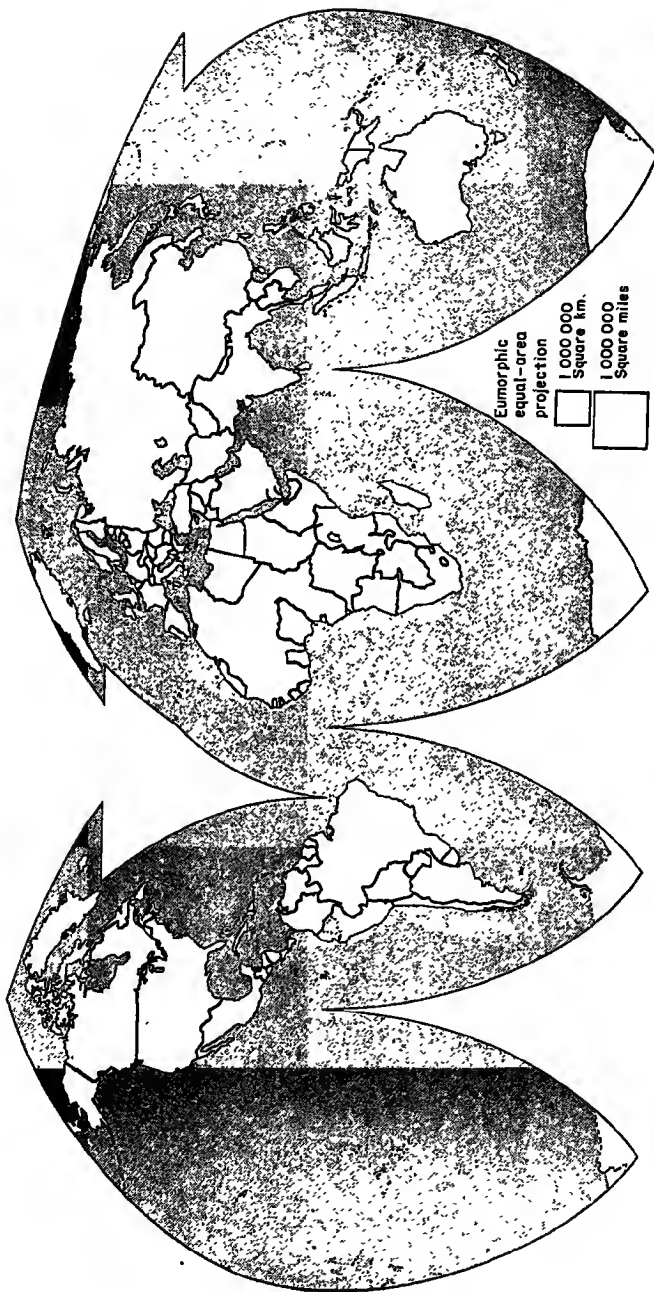 Eumorphic
equal-area
projection
1 000 000
Square km.
1 000 000
Square miles